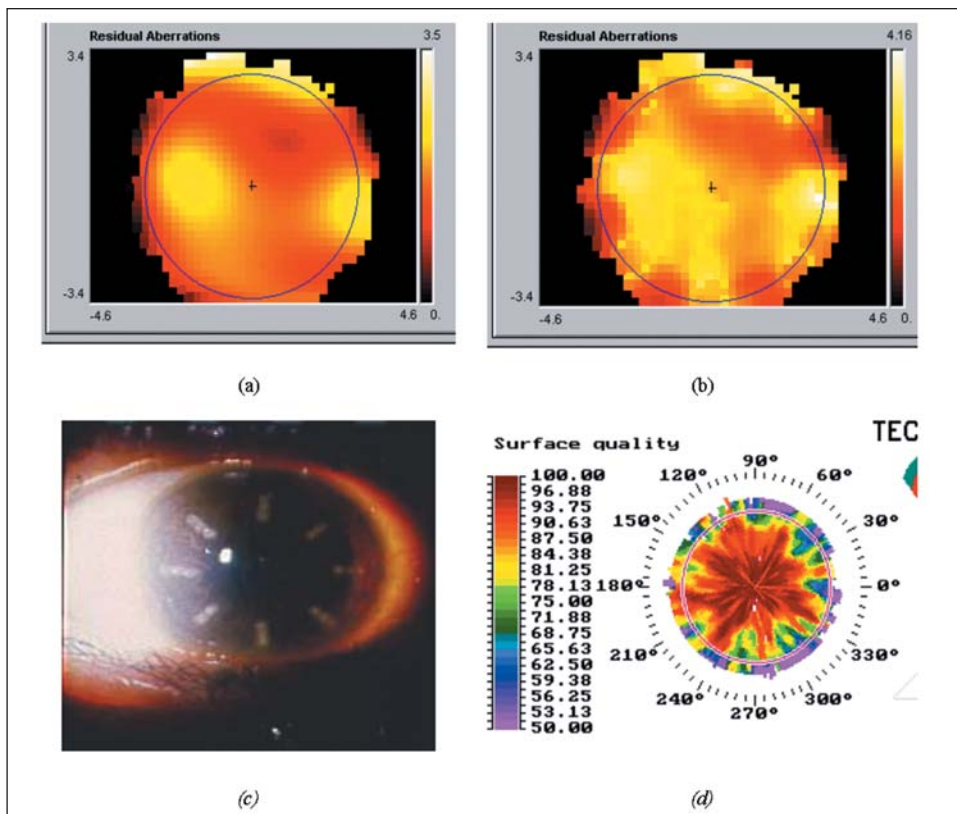 Residual Aberrations 3.5
3.4
-3.4
-4.6 4.6 0.
(a)
Residual Aberrations 4.16
3.4
-3.4
-4.6 4.6 0.
(b)
(c)
Surface quality
TEC
100.00
96.88
93.75
90.63
87.50
84.38
81.25
78.13
75.00
71.88
68.75
65.63
62.50
59.38
56.25
53.13
50.00
90°
120° 60°
150° 30°
180° 0°
210° 330°
240° 300°
270°
(d)